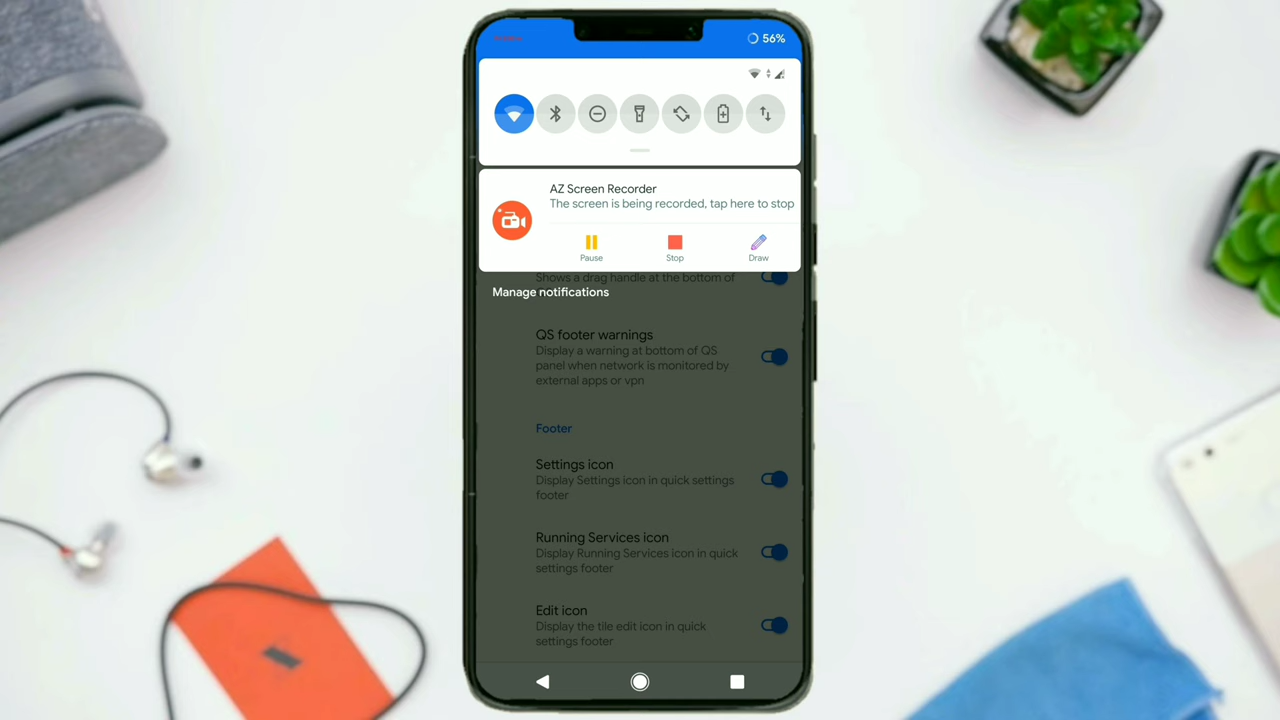 56%
AZ Screen Recorder
The screen is being recorded, tap here to stop
Pause
Stop
Draw
Shows a drag handle at the bottom of
Manage notifications
QS footer warnings
Display a warning at bottom of QS
panel when network is monitored by
external apps or vpn
Footer
Settings icon
Display Settings icon in quick settings
footer
Running Services icon
Display Running Services icon in quick
settings footer
Edit icon
Display the tile edit icon in quick
settings footer